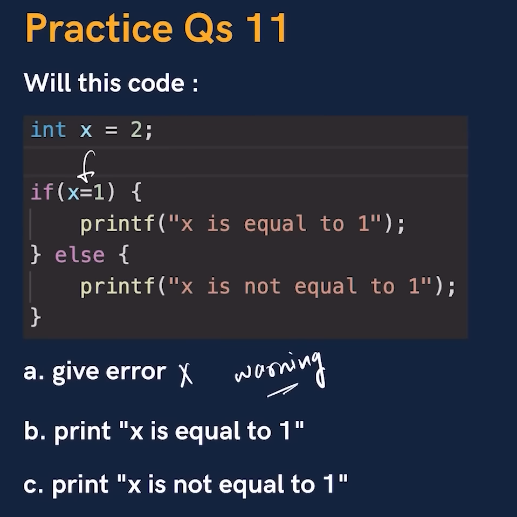 Practice Qs 11
Will this code :
int x = 2;
if(x=1) {
    printf("x is equal to 1");
} else {
    printf("x is not equal to 1");
}
a. give error X warning
b. print "x is equal to 1"
c. print "x is not equal to 1"